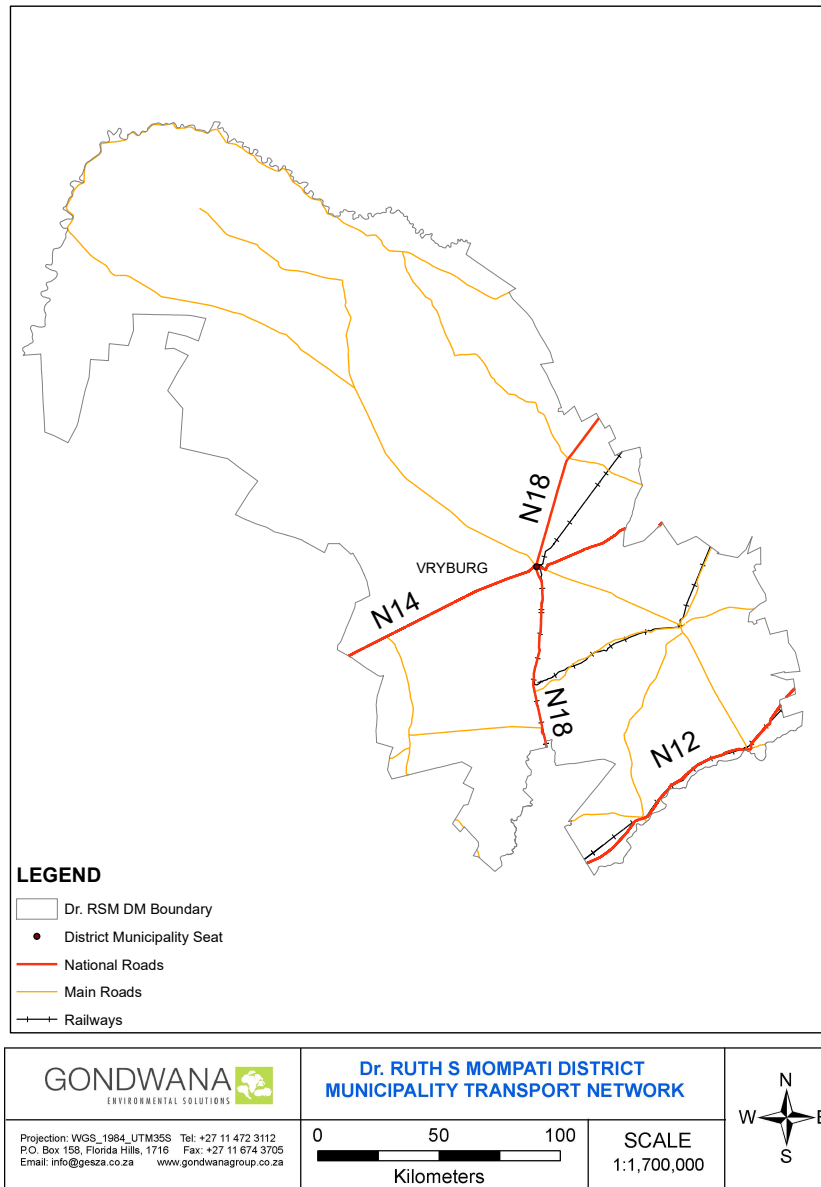 N18
VRYBURG
N14
N18
N12
LEGEND
Dr. RSM DM Boundary
District Municipality Seat
National Roads
Main Roads
Railways
GONDWANA
ENVIRONMENTAL SOLUTIONS
Projection: WGS_1984_UTM35S Tel: +27 11 472 3112
P.O. Box 158, Florida Hills, 1716 Fax: +27 11 674 3705
Email: info@gesza.co.za www.gondwanagroup.co.za
Dr. RUTH S MOMPATI DISTRICT
MUNICIPALITY TRANSPORT NETWORK
0 50 100
Kilometers
SCALE
1:1,700,000
N
W E
S